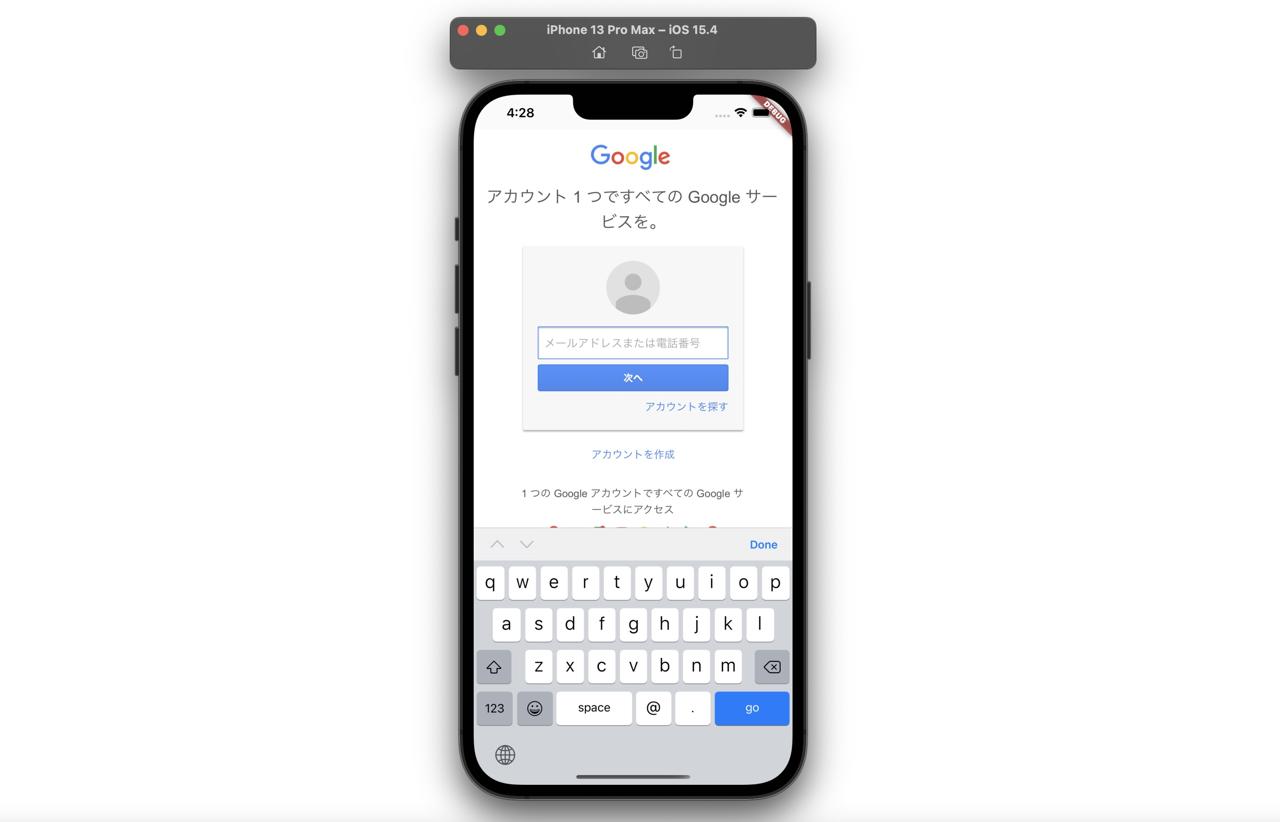 iPhone 13 Pro Max – iOS 15.4
4:28
DEBUG
Google
アカウント 1 つですべての Google サー
ビスを。
メールアドレスまたは電話番号
次へ
アカウントを探す
アカウントを作成
1 つの Google アカウントですべての Google サ
ービスにアクセス
Done
q w e r t y u i o p
a s d f g h j k l
z x c v b n m
123 space @ . go